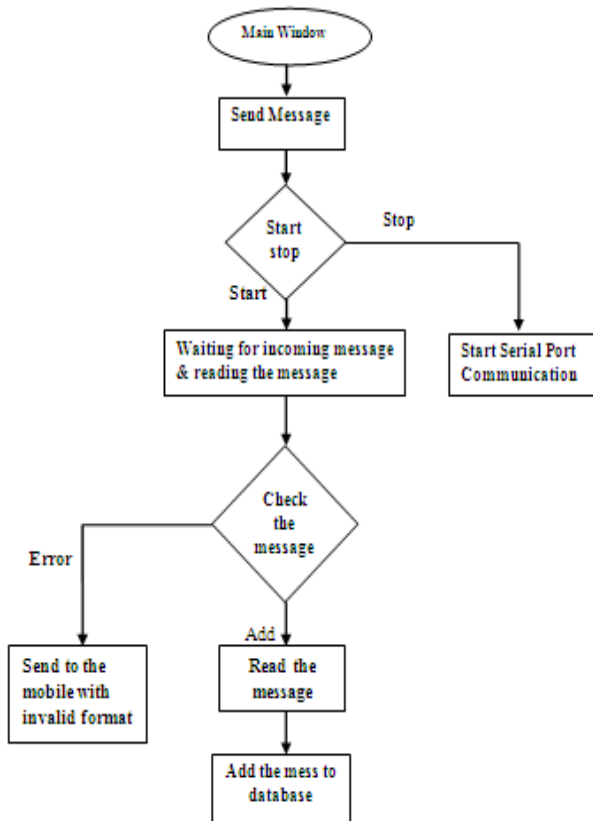 Main Window
Send Message
Start
stop
Stop
Start
Waiting for incoming message
& reading the message
Start Serial Port
Communication
Check
the
message
Error
Add
Send to the
mobile with
invalid format
Read the
message
Add the mess to
database